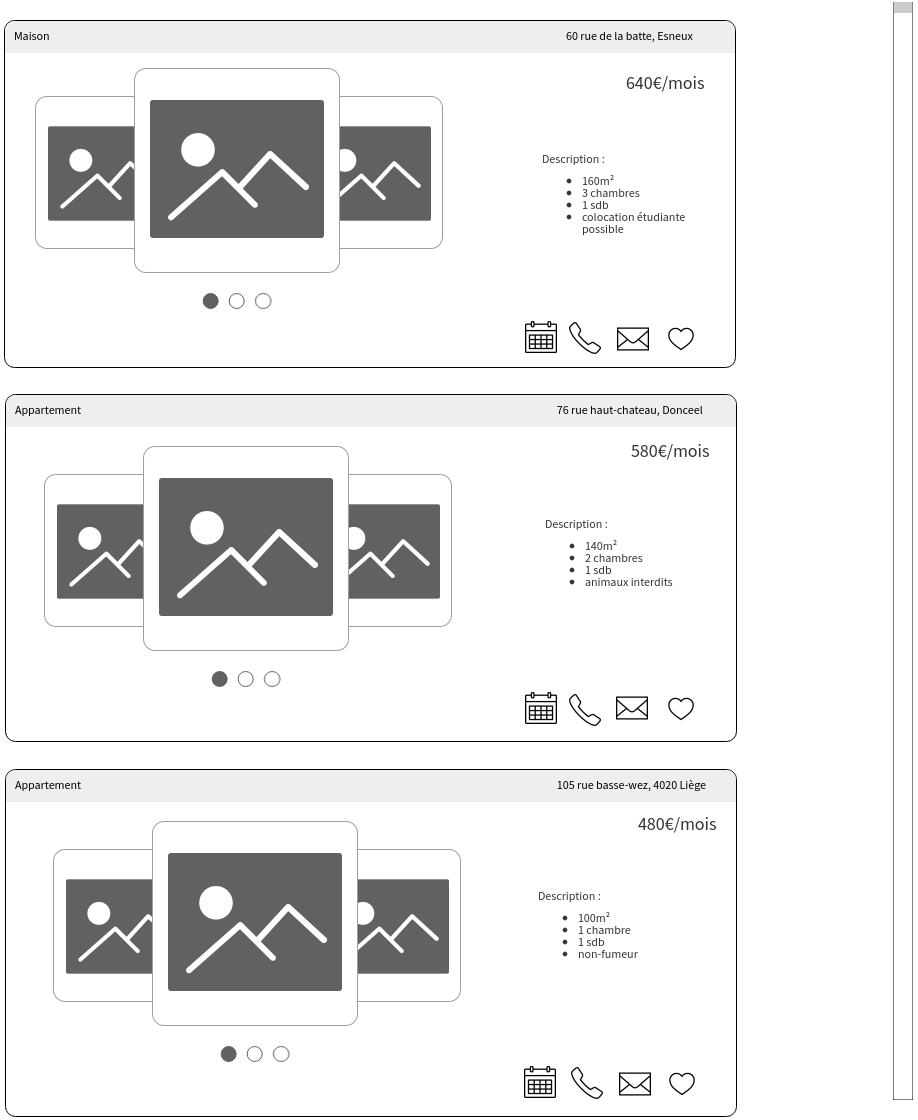 Maison
60 rue de la batte, Esneux
640€/mois
Description :
160m²
3 chambres
1 sdb
colocation étudiante
possible
Appartement
76 rue haut-chateau, Donceel
580€/mois
Description :
140m²
2 chambres
1 sdb
animaux interdits
Appartement
105 rue basse-wez, 4020 Liège
480€/mois
Description :
100m²
1 chambre
1 sdb
non-fumeur